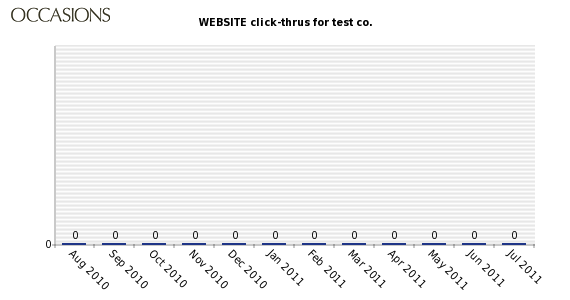 OCCASIONS
WEBSITE click-thrus for test co.
0 0 0 0 0 0 0 0 0 0 0 0
0
Aug 2010
Sep 2010
Oct 2010
Nov 2010
Dec 2010
Jan 2011
Feb 2011
Mar 2011
Apr 2011
May 2011
Jun 2011
Jul 2011